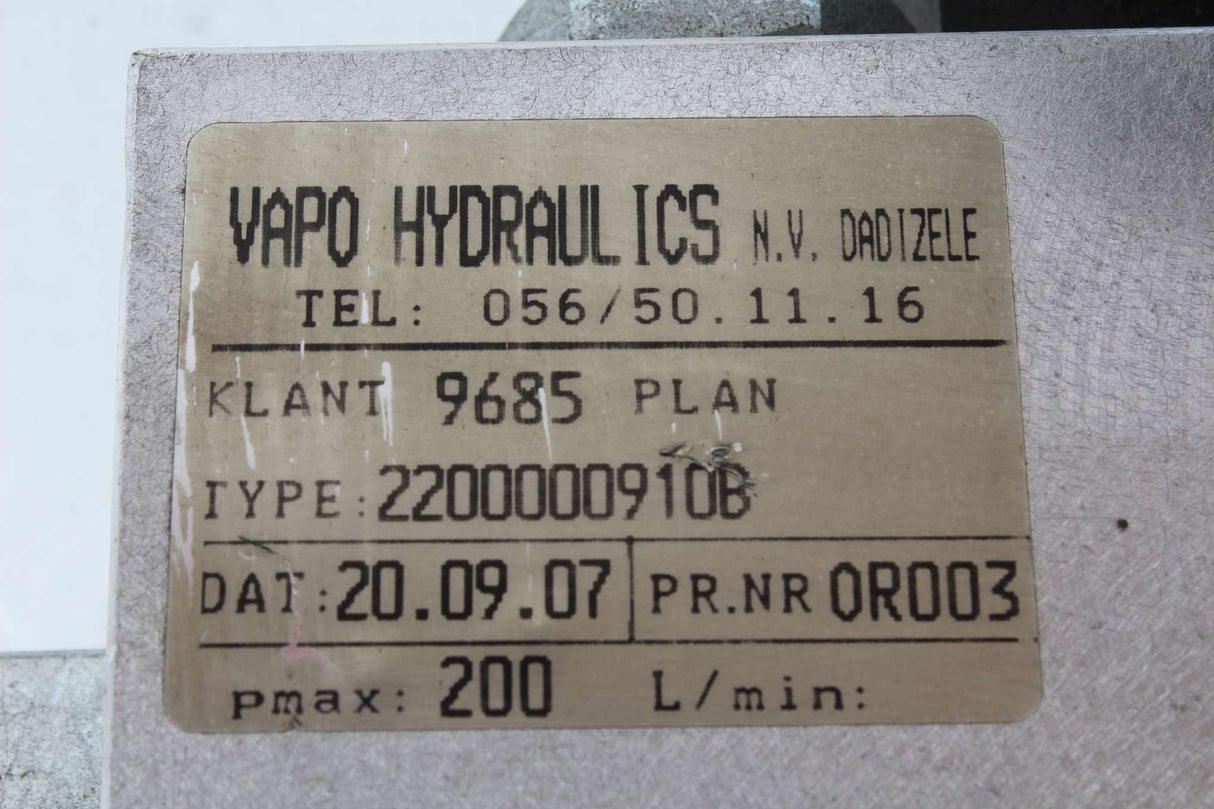 VAPO HYDRAULICS N.V. DADIZELE
TEL: 056/50.11.16
KLANT 9685 PLAN
TYPE:2200000910B
DAT:20.09.07 PR.NR 0R003
pmax: 200 L/min: